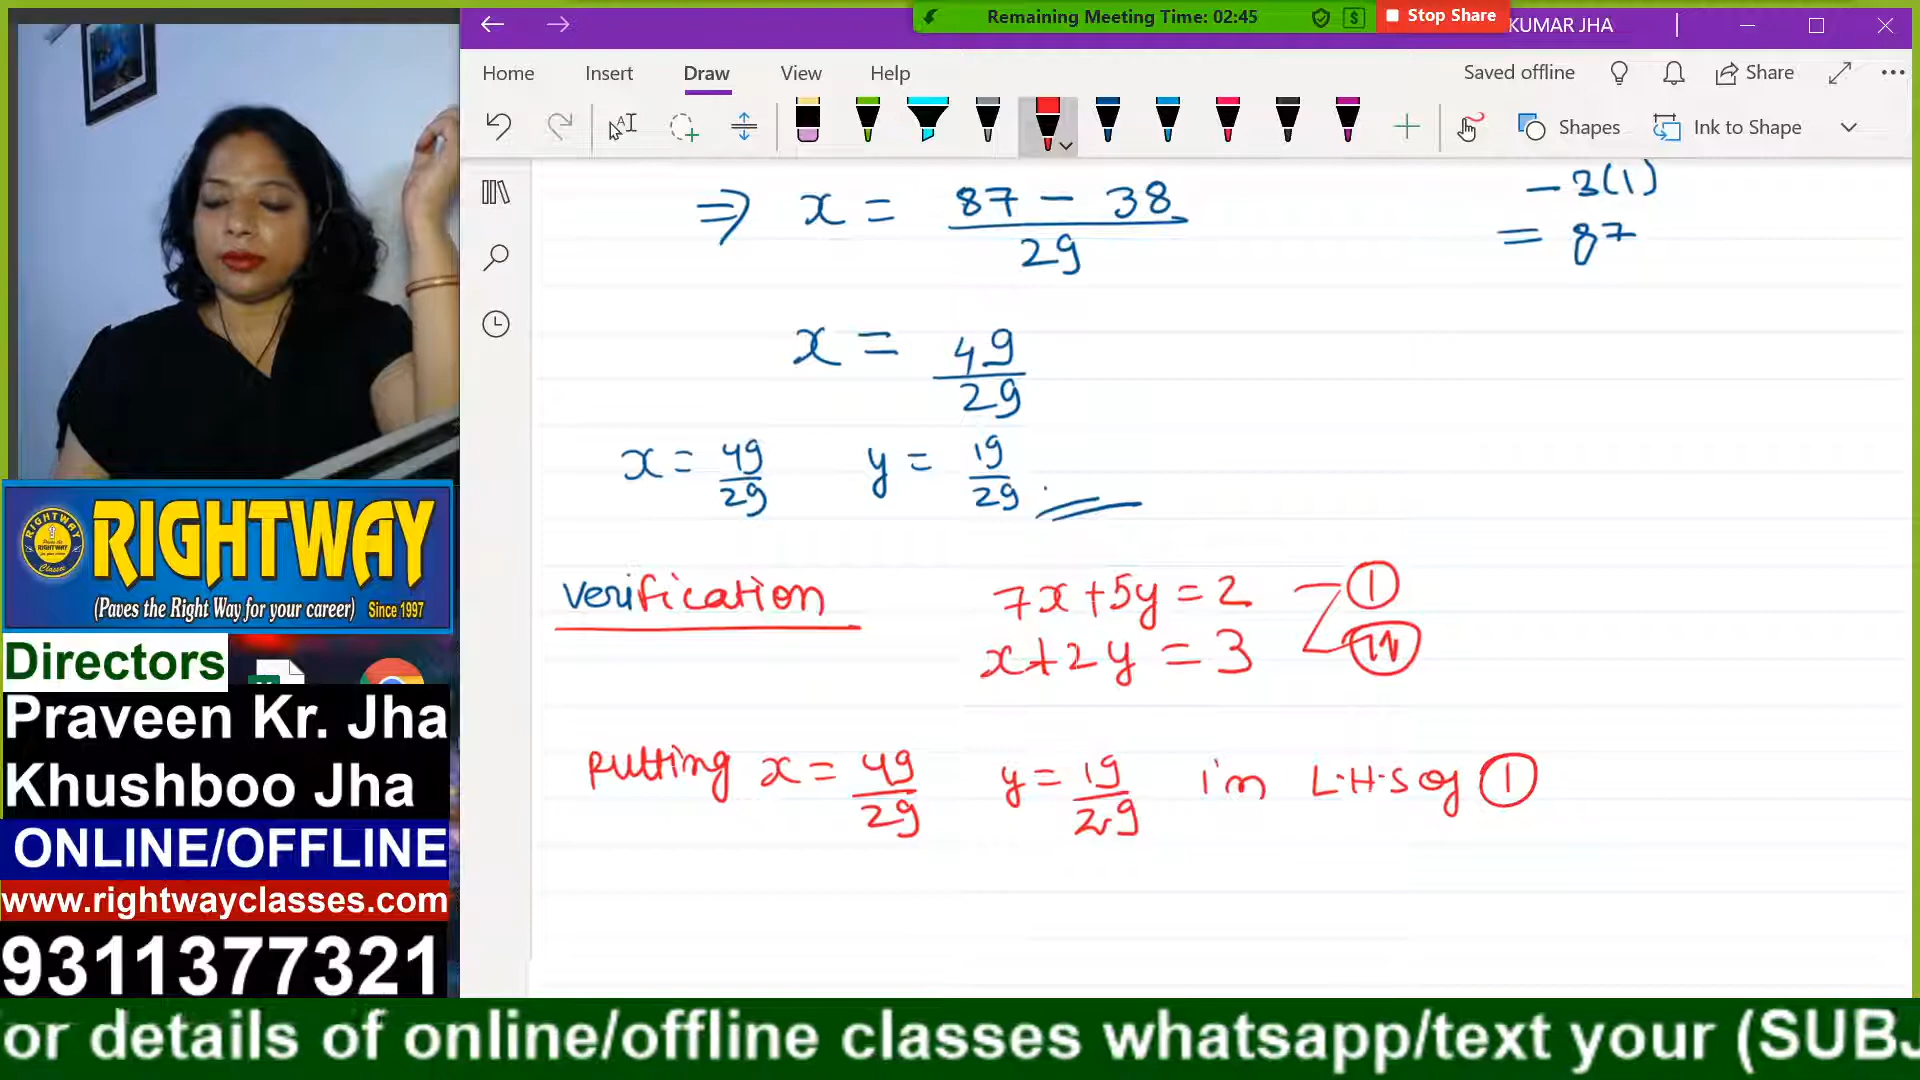 Remaining Meeting Time: 02:45
Stop Share
KUMAR JHA
Home Insert Draw View Help
Saved offline
Share
Shapes
Ink to Shape
⇒ x = 87 - 38 / 29
- 3(1)
= 87
x = 49/29
x = 49/29 y = 19/29
Verification
7x+5y=2 ①
x+2y=3
Putting x = 49/29 y = 19/29 in L.H.S of ①
RIGHTWAY
Classes
(Paves the Right Way for your career) Since 1997
Directors
Praveen Kr. Jha
Khushboo Jha
ONLINE/OFFLINE
www.rightwayclasses.com
9311377321
or details of online/offline classes whatsapp/text your (SUBJ